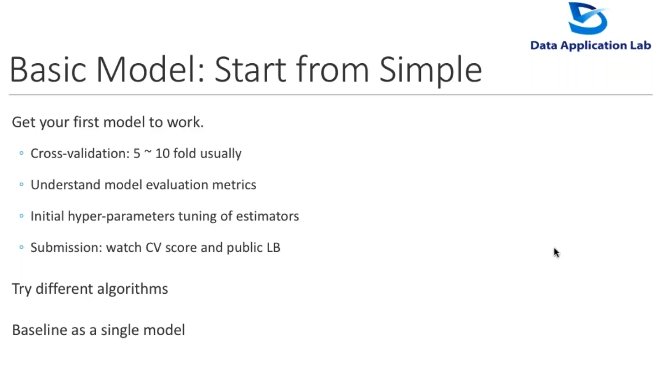 Data Application Lab
Basic Model: Start from Simple
Get your first model to work.
Cross-validation: 5 ~ 10 fold usually
Understand model evaluation metrics
Initial hyper-parameters tuning of estimators
Submission: watch CV score and public LB
Try different algorithms
Baseline as a single model